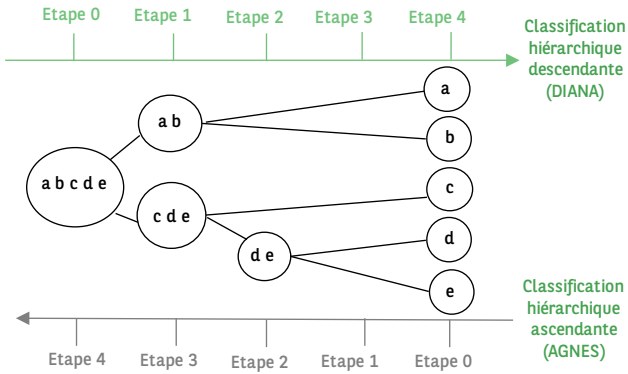 Etape 0 Etape 1 Etape 2 Etape 3 Etape 4
Classification
hiérarchique
descendante
(DIANA)
a
a b
b
a b c d e
c
c d e
d
d e
e
Classification
hiérarchique
ascendante
(AGNES)
Etape 4 Etape 3 Etape 2 Etape 1 Etape 0